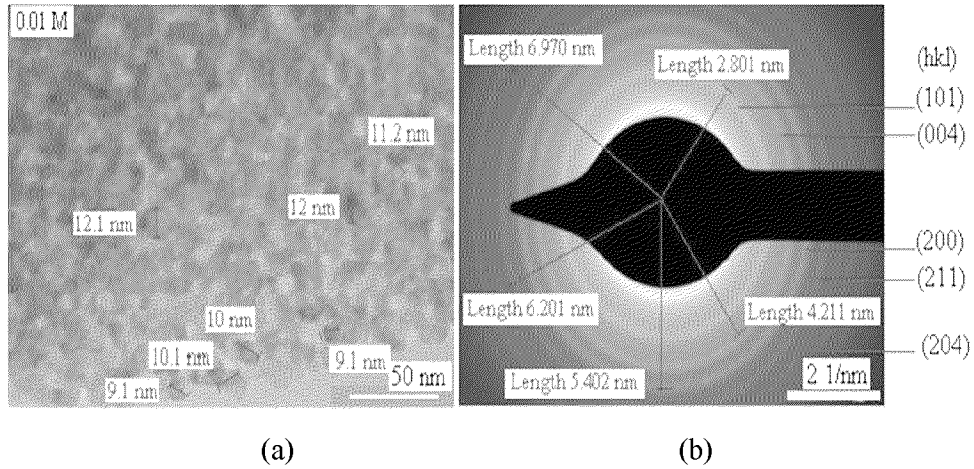 0.01 M
11.2 nm
12.1 nm
12 nm
10 nm
10.1 nm
9.1 nm
9.1 nm
50 nm
(a)
Length 6.970 nm
Length 2.801 nm
(hkl)
(101)
(004)
(200)
(211)
Length 6.201 nm
Length 4.211 nm
(204)
Length 5.402 nm
2 1/nm
(b)